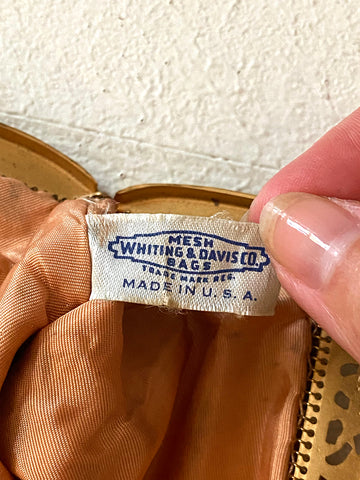 MESH
WHITING & DAVIS CO.
BAGS
TRADE MARK REG.
MADE IN U.S.A.